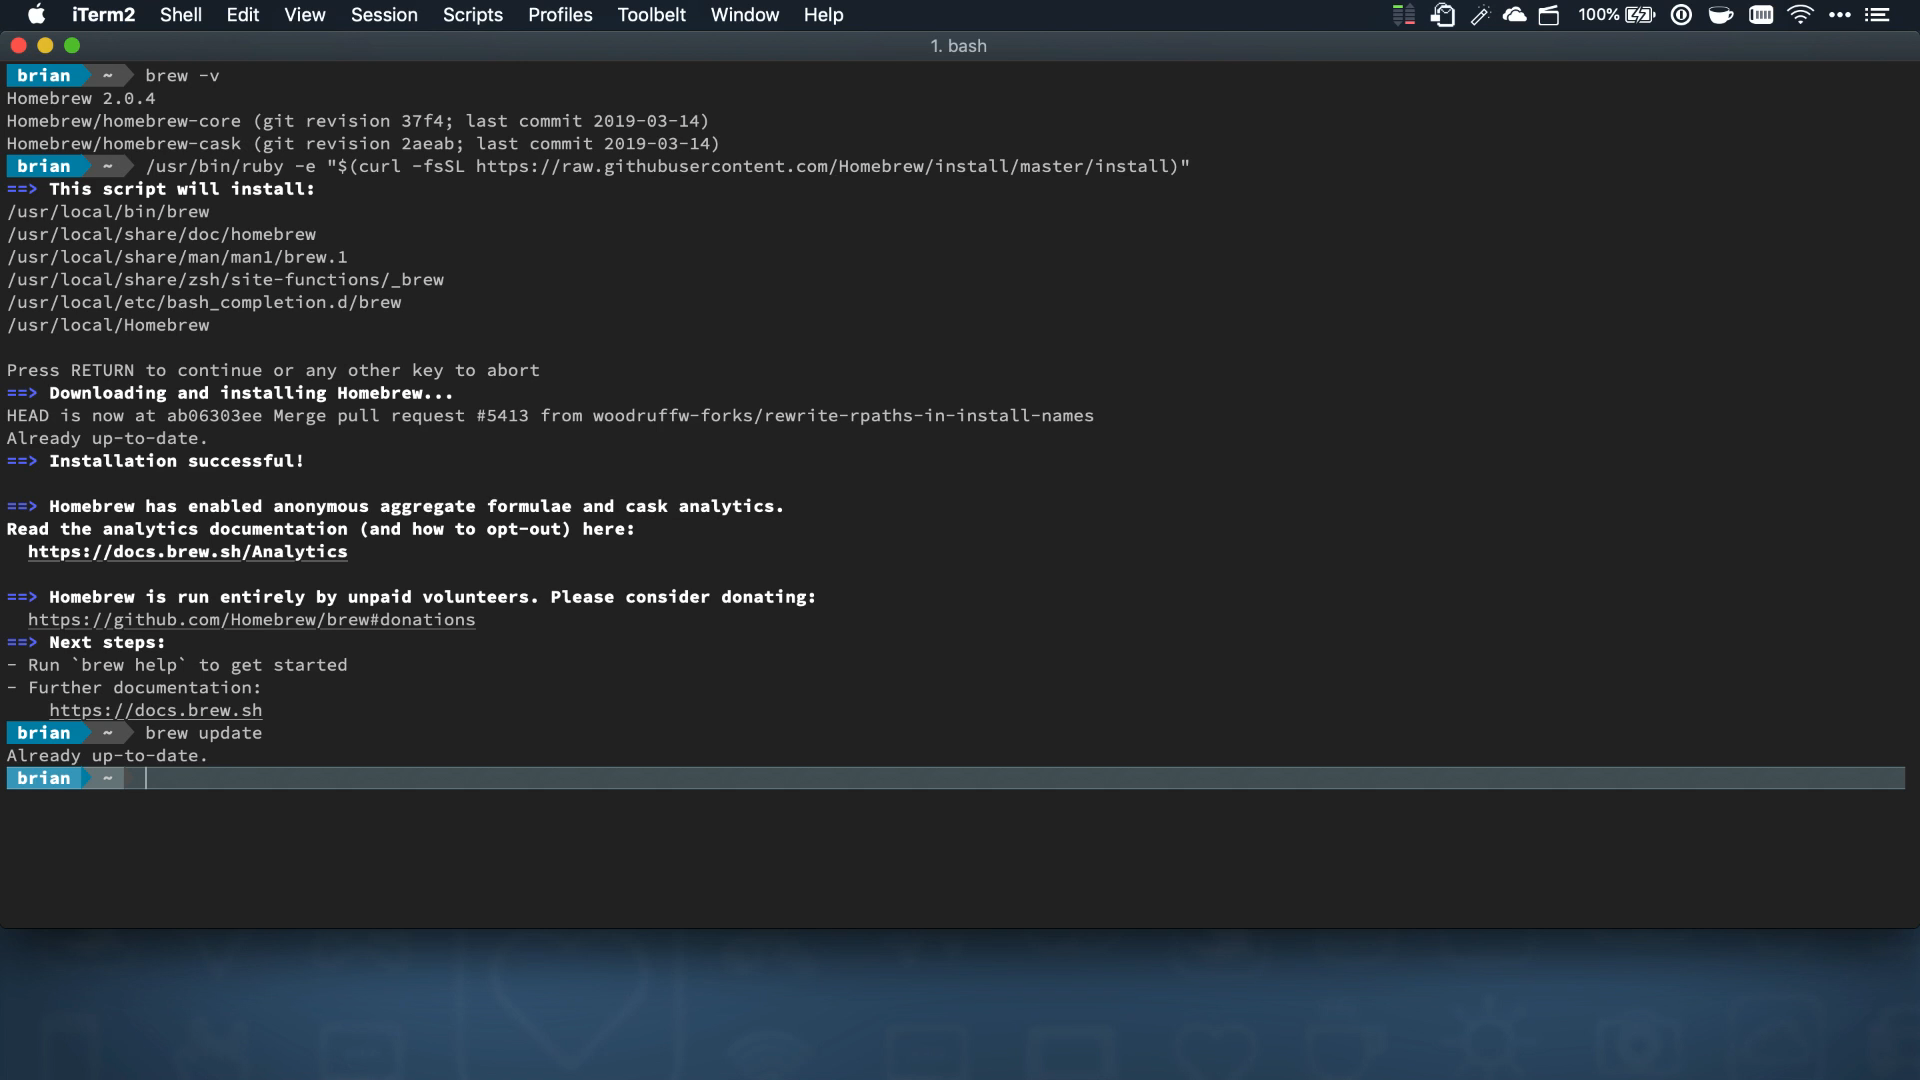 iTerm2 Shell Edit View Session Scripts Profiles Toolbelt Window Help 100%
1. bash
brian ~ brew -v
Homebrew 2.0.4
Homebrew/homebrew-core (git revision 37f4; last commit 2019-03-14)
Homebrew/homebrew-cask (git revision 2aeab; last commit 2019-03-14)
brian ~ /usr/bin/ruby -e "$(curl -fsSL https://raw.githubusercontent.com/Homebrew/install/master/install)"
==> This script will install:
/usr/local/bin/brew
/usr/local/share/doc/homebrew
/usr/local/share/man/man1/brew.1
/usr/local/share/zsh/site-functions/_brew
/usr/local/etc/bash_completion.d/brew
/usr/local/Homebrew
Press RETURN to continue or any other key to abort
==> Downloading and installing Homebrew...
HEAD is now at ab06303ee Merge pull request #5413 from woodruffw-forks/rewrite-rpaths-in-install-names
Already up-to-date.
==> Installation successful!
==> Homebrew has enabled anonymous aggregate formulae and cask analytics.
Read the analytics documentation (and how to opt-out) here:
https://docs.brew.sh/Analytics
==> Homebrew is run entirely by unpaid volunteers. Please consider donating:
https://github.com/Homebrew/brew#donations
==> Next steps:
- Run `brew help` to get started
- Further documentation:
https://docs.brew.sh
brian ~ brew update
Already up-to-date.
brian ~